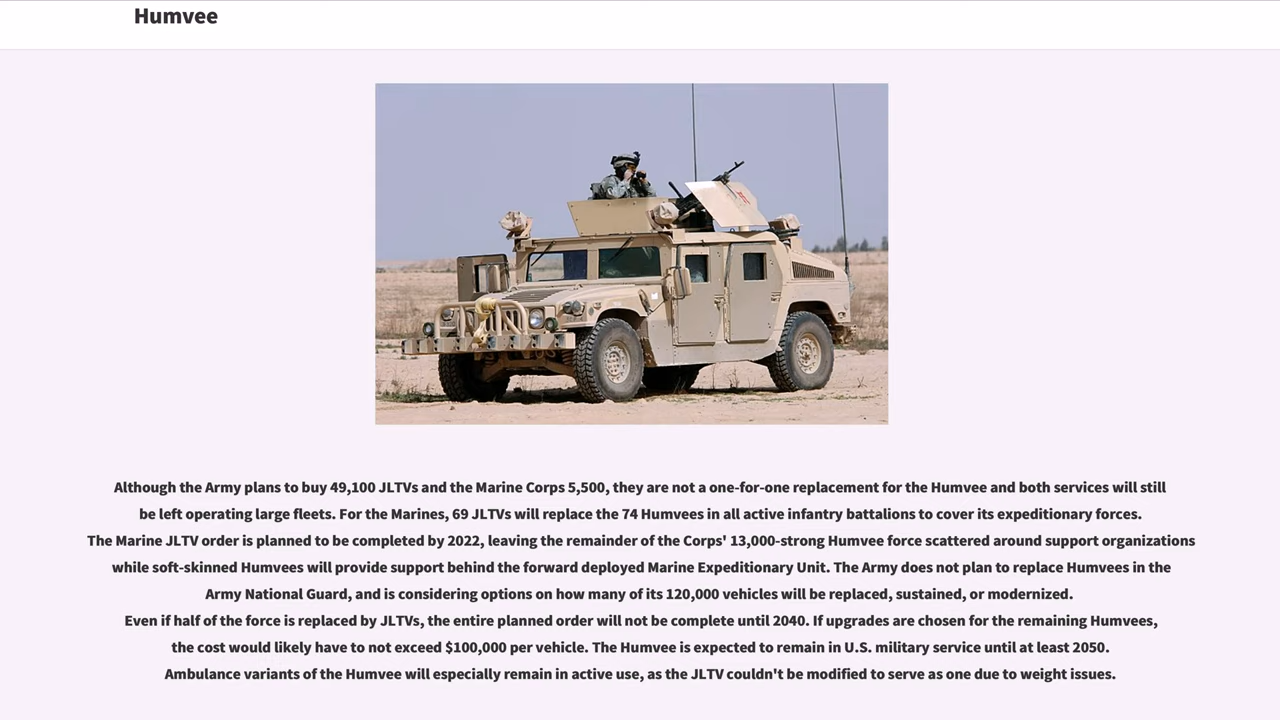 Humvee
Although the Army plans to buy 49,100 JLTVs and the Marine Corps 5,500, they are not a one-for-one replacement for the Humvee and both services will still
be left operating large fleets. For the Marines, 69 JLTVs will replace the 74 Humvees in all active infantry battalions to cover its expeditionary forces.
The Marine JLTV order is planned to be completed by 2022, leaving the remainder of the Corps' 13,000-strong Humvee force scattered around support organizations
while soft-skinned Humvees will provide support behind the forward deployed Marine Expeditionary Unit. The Army does not plan to replace Humvees in the
Army National Guard, and is considering options on how many of its 120,000 vehicles will be replaced, sustained, or modernized.
Even if half of the force is replaced by JLTVs, the entire planned order will not be complete until 2040. If upgrades are chosen for the remaining Humvees,
the cost would likely have to not exceed $100,000 per vehicle. The Humvee is expected to remain in U.S. military service until at least 2050.
Ambulance variants of the Humvee will especially remain in active use, as the JLTV couldn't be modified to serve as one due to weight issues.